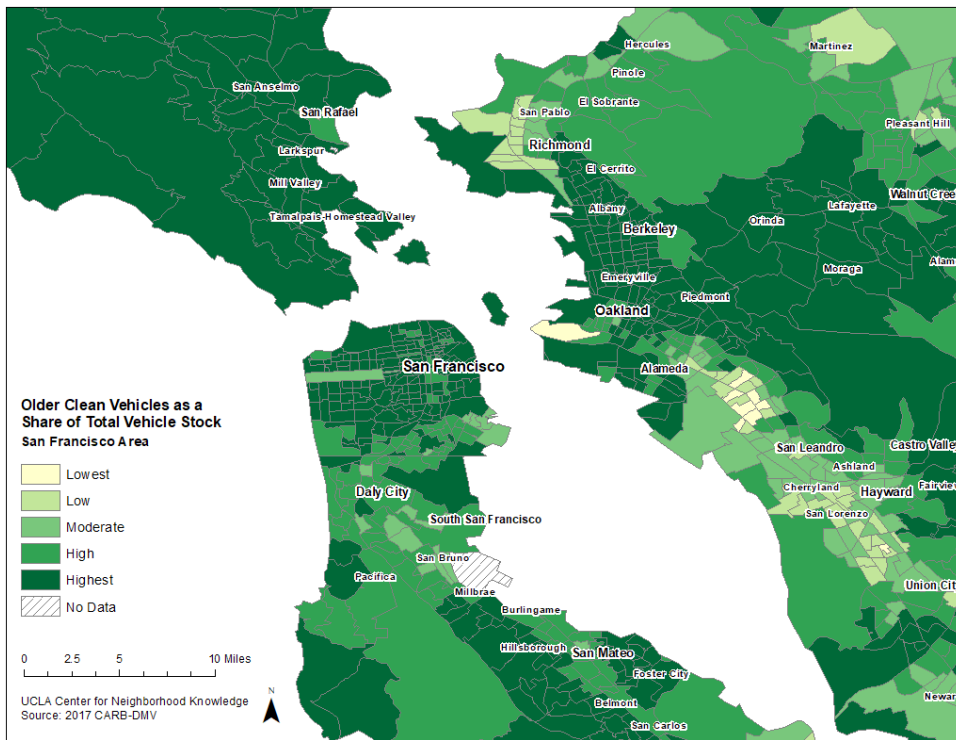 Hercules
Martinez
Pinole
San Anselmo
El Sobrante
San Rafael
San Pablo
Pleasant Hill
Richmond
Larkspur
El Cerrito
Mill Valley
Walnut Creek
Albany
Lafayette
Tamalpais-Homestead Valley
Orinda
Berkeley
Alam
Moraga
Emeryville
Piedmont
Oakland
San Francisco
Alameda
Older Clean Vehicles as a
Share of Total Vehicle Stock
San Francisco Area
San Leandro
Castro Valley
Ashland
Lowest
Cherryland
Hayward
Fairview
Low
Daly City
San Lorenzo
Moderate
South San Francisco
High
San Bruno
Pacifica
Union City
Highest
Millbrae
No Data
Burlingame
Hillsborough
San Mateo
0 2.5 5 10 Miles
Foster City
Newar
UCLA Center for Neighborhood Knowledge
Belmont
Source: 2017 CARB-DMV
N
San Carlos